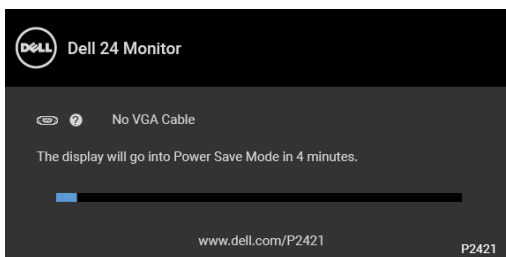 DELL
Dell 24 Monitor
? No VGA Cable
The display will go into Power Save Mode in 4 minutes.
www.dell.com/P2421
P2421